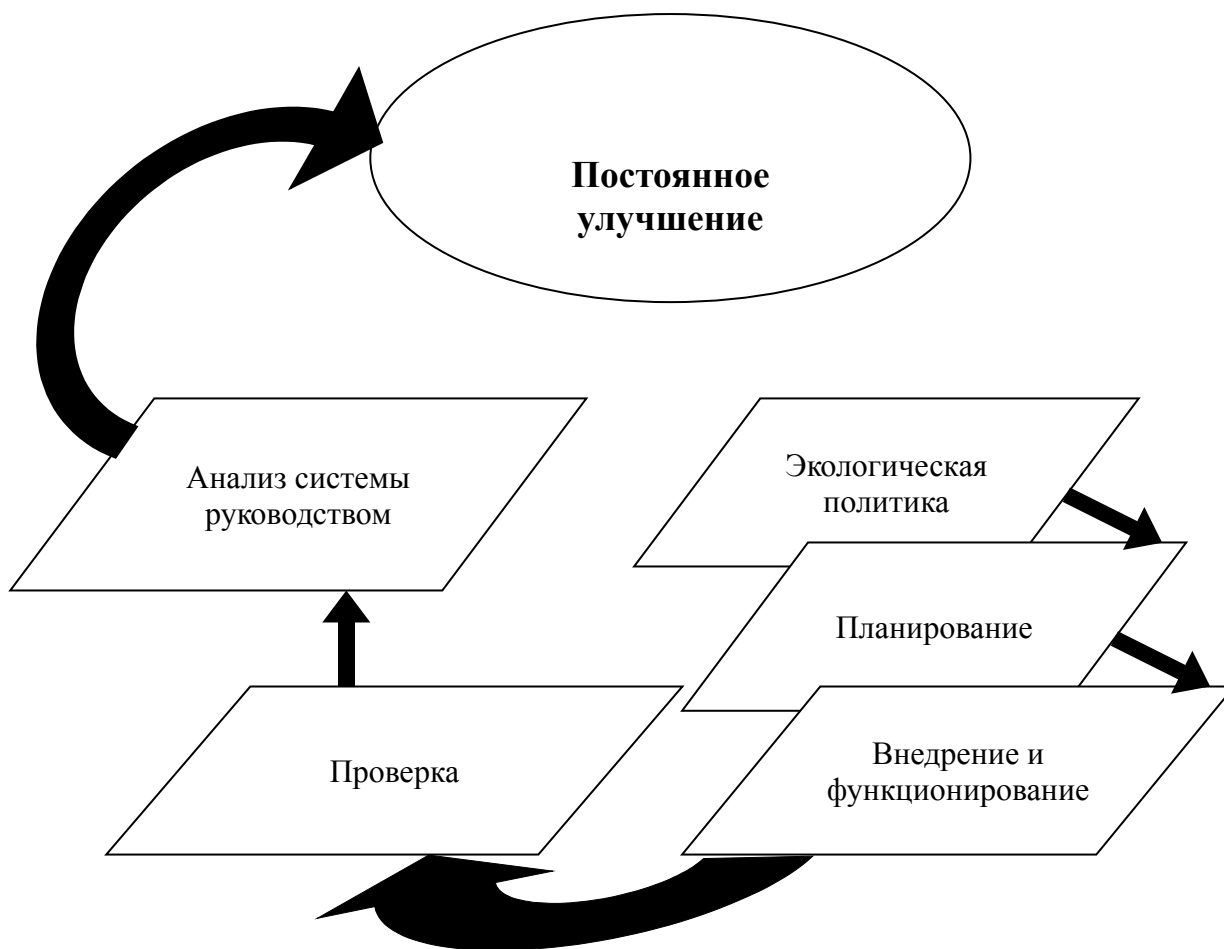 Постоянное
улучшение
Анализ системы
руководством
Экологическая
политика
Планирование
Проверка
Внедрение и
функционирование